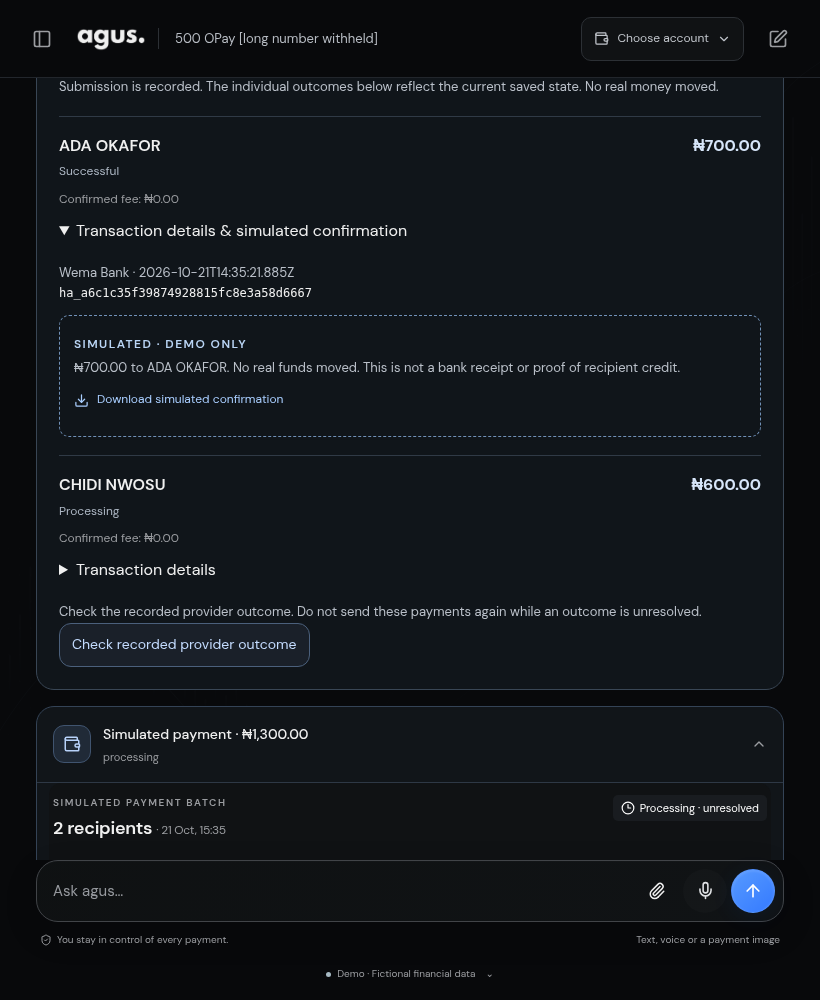 agus.
500 OPay [long number withheld]
Choose account
Submission is recorded. The individual outcomes below reflect the current saved state. No real money moved.
ADA OKAFOR
₦700.00
Successful
Confirmed fee: ₦0.00
Transaction details & simulated confirmation
Wema Bank · 2026-10-21T14:35:21.885Z
ha_a6c1c35f39874928815fc8e3a58d6667
SIMULATED · DEMO ONLY
₦700.00 to ADA OKAFOR. No real funds moved. This is not a bank receipt or proof of recipient credit.
Download simulated confirmation
CHIDI NWOSU
₦600.00
Processing
Confirmed fee: ₦0.00
Transaction details
Check the recorded provider outcome. Do not send these payments again while an outcome is unresolved.
Check recorded provider outcome
Simulated payment · ₦1,300.00
processing
SIMULATED PAYMENT BATCH
Processing · unresolved
2 recipients · 21 Oct, 15:35
Ask agus…
You stay in control of every payment.
Text, voice or a payment image
Demo · Fictional financial data